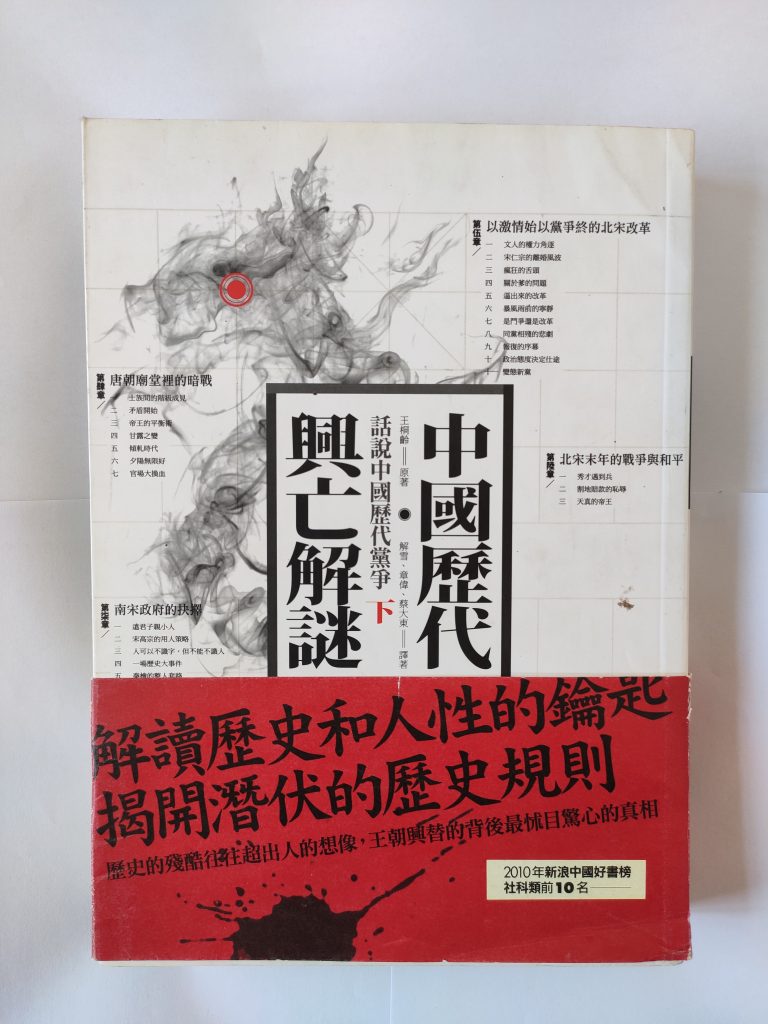 中國歷代
興亡解謎
王桐齡——原著 ● 解雪、章偉、蔡大東——譯著
話說中國歷代黨爭 下
第伍章／
以激情始以黨爭終的北宋改革
一 文人的權力角逐
二 宋仁宗的離婚風波
三 瘋狂的舌頭
四 關於爹的問題
五 逼出來的改革
六 暴風雨前的寧靜
七 是鬥爭還是改革
八 同黨相殘的悲劇
九 報復的序幕
十 政治態度決定仕途
十一 變態新黨
第肆章／
唐朝廟堂裡的暗戰
一 士族間的階級成見
二 矛盾開始
三 帝王的平衡術
四 甘露之變
五 傾軋時代
六 夕陽無限好
七 官場大換血
第陸章／
北宋末年的戰爭與和平
一 秀才遇到兵
二 割地賠款的恥辱
三 天真的帝王
第柒章／
南宋政府的抉擇
一 遠君子親小人
二 宋高宗的用人策略
三 人可以不識字，但不能不識人
四 一場歷史大事件
解讀歷史和人性的鑰匙
揭開潛伏的歷史規則
歷史的殘酷往往超出人的想像，王朝興替的背後最怵目驚心的真相
2010年新浪中國好書榜
社科類前10名——